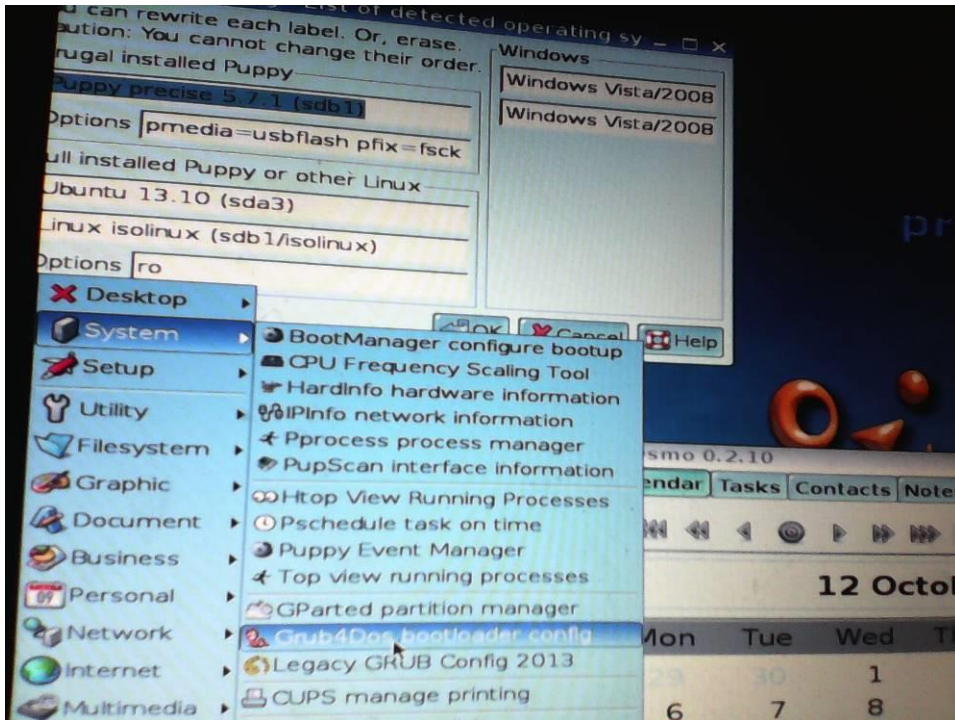 List of detected operating sy
can rewrite each label. Or, erase.
You cannot change their order.
rugal installed Puppy
Puppy precise 5.7.1 (sdb1)
Options pmedia=usbflash pfix=fsck
ull installed Puppy or other Linux
Ubuntu 13.10 (sda3)
Linux isolinux (sdb1/isolinux)
Options ro
Windows
Windows Vista/2008
Windows Vista/2008
OK
Cancel
Help
Desktop
System
Setup
Utility
Filesystem
Graphic
Document
Business
Personal
Network
Internet
Multimedia
BootManager configure bootup
CPU Frequency Scaling Tool
HardInfo hardware information
IPInfo network information
Pprocess process manager
PupScan interface information
Htop View Running Processes
Pschedule task on time
Puppy Event Manager
Top view running processes
GParted partition manager
Grub4Dos bootloader config
Legacy GRUB Config 2013
CUPS manage printing
pr
smo 0.2.10
endar Tasks Contacts Note
12 Octo
Mon Tue Wed T
29 30 1
6 7 8